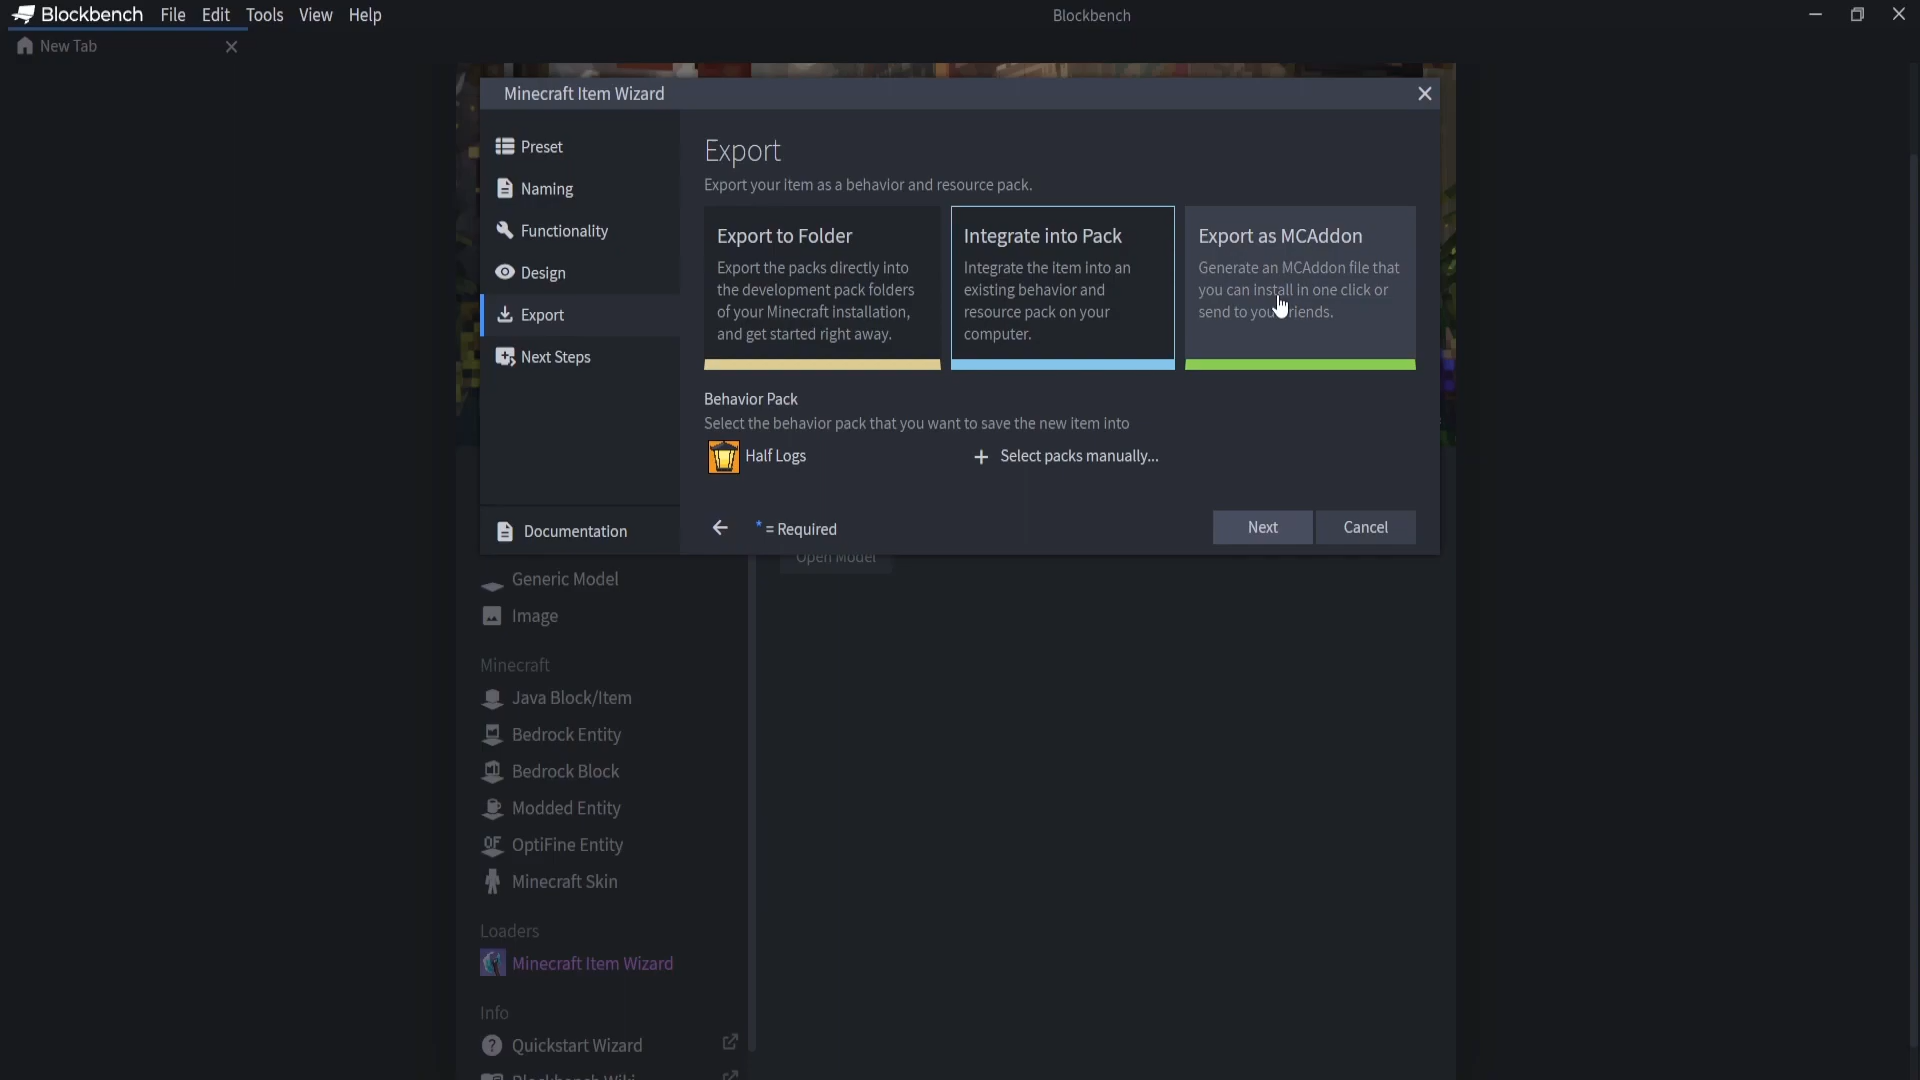 Blockbench File Edit Tools View Help
Blockbench
New Tab
Minecraft Item Wizard
Preset
Naming
Functionality
Design
Export
Next Steps
Documentation
Export
Export your item as a behavior and resource pack.
Export to Folder
Export the packs directly into
the development pack folders
of your Minecraft installation,
and get started right away.
Integrate into Pack
Integrate the item into an
existing behavior and
resource pack on your
computer.
Export as MCAddon
Generate an MCAddon file that
you can install in one click or
send to your friends.
Behavior Pack
Select the behavior pack that you want to save the new item into
Half Logs
+ Select packs manually...
* = Required
Next
Cancel
Open Model
Generic Model
Image
Minecraft
Java Block/Item
Bedrock Entity
Bedrock Block
Modded Entity
OF OptiFine Entity
Minecraft Skin
Loaders
Minecraft Item Wizard
Info
? Quickstart Wizard
Blockbench Wiki